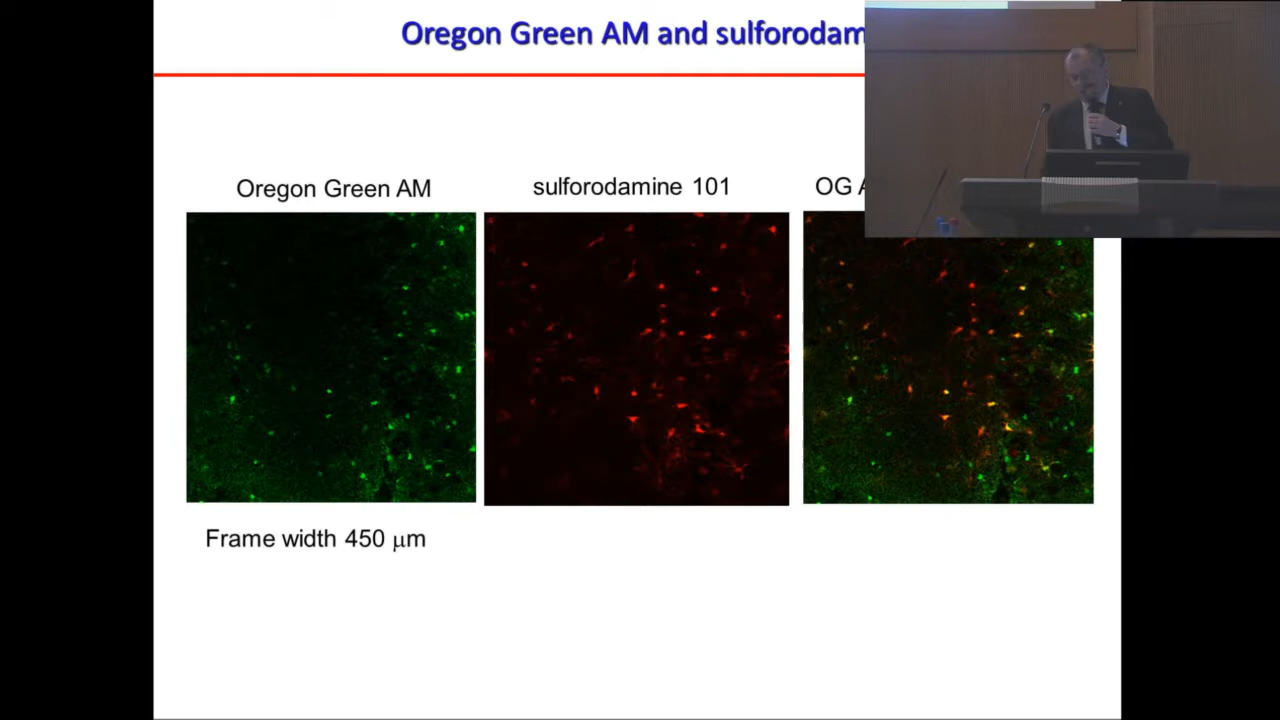 Oregon Green AM and sulforodam
Oregon Green AM
sulforodamine 101
OG
Frame width 450 μm